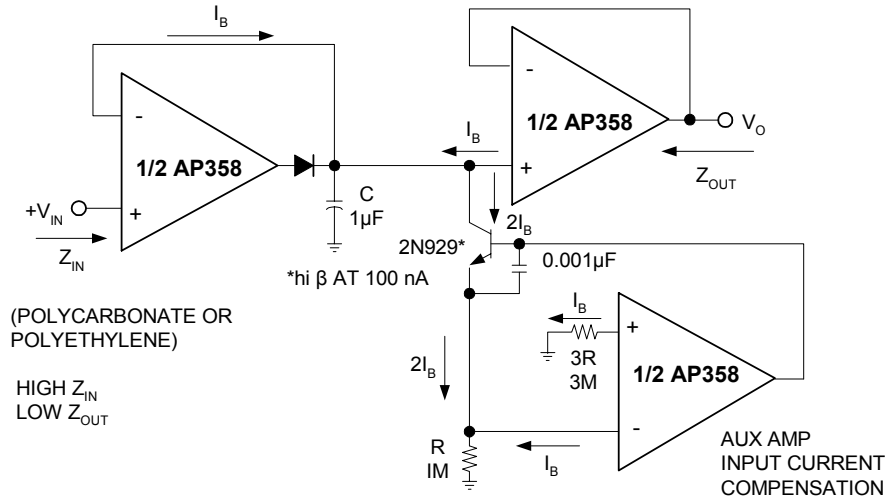 I_B
-
1/2 AP358
+
+V_IN
Z_IN
C
1µF
*hi β AT 100 nA
(POLYCARBONATE OR
POLYETHYLENE)
HIGH Z_IN
LOW Z_OUT
I_B
-
1/2 AP358
+
V_O
Z_OUT
2I_B
2N929*
0.001µF
2I_B
R
IM
I_B
3R
3M
+
1/2 AP358
-
I_B
AUX AMP
INPUT CURRENT
COMPENSATION